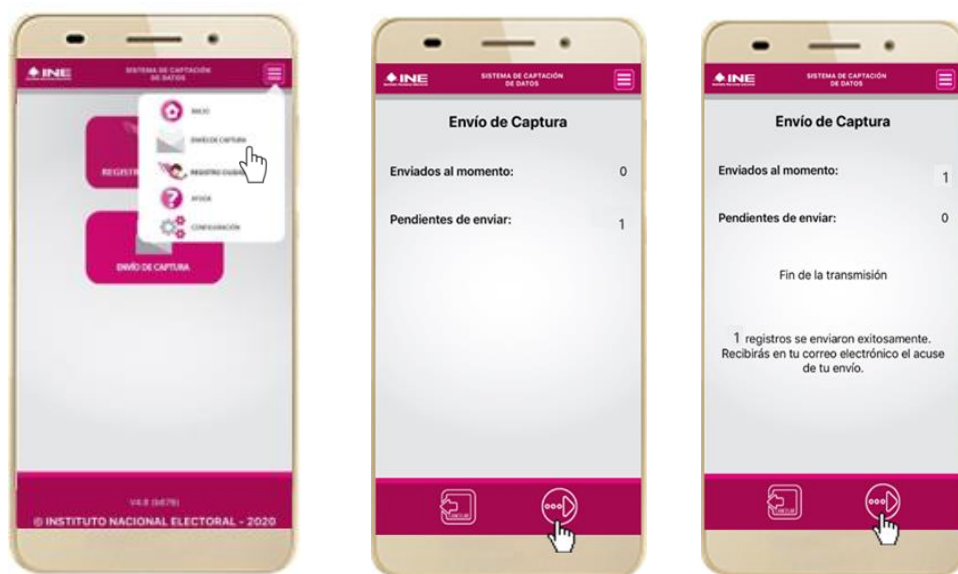 INE
SISTEMA DE CAPTACIÓN
DE DATOS
INICIO
ENVÍO DE CAPTURA
REGISTRO
AYUDA
CONFIGURACIÓN
ENVÍO DE CAPTURA
© INSTITUTO NACIONAL ELECTORAL - 2020
INE
SISTEMA DE CAPTACIÓN
DE DATOS
Envío de Captura
Enviados al momento: 0
Pendientes de enviar: 1
INE
SISTEMA DE CAPTACIÓN
DE DATOS
Envío de Captura
Enviados al momento: 1
Pendientes de enviar: 0
Fin de la transmisión
1 registros se enviaron exitosamente.
Recibirás en tu correo electrónico el acuse
de tu envío.